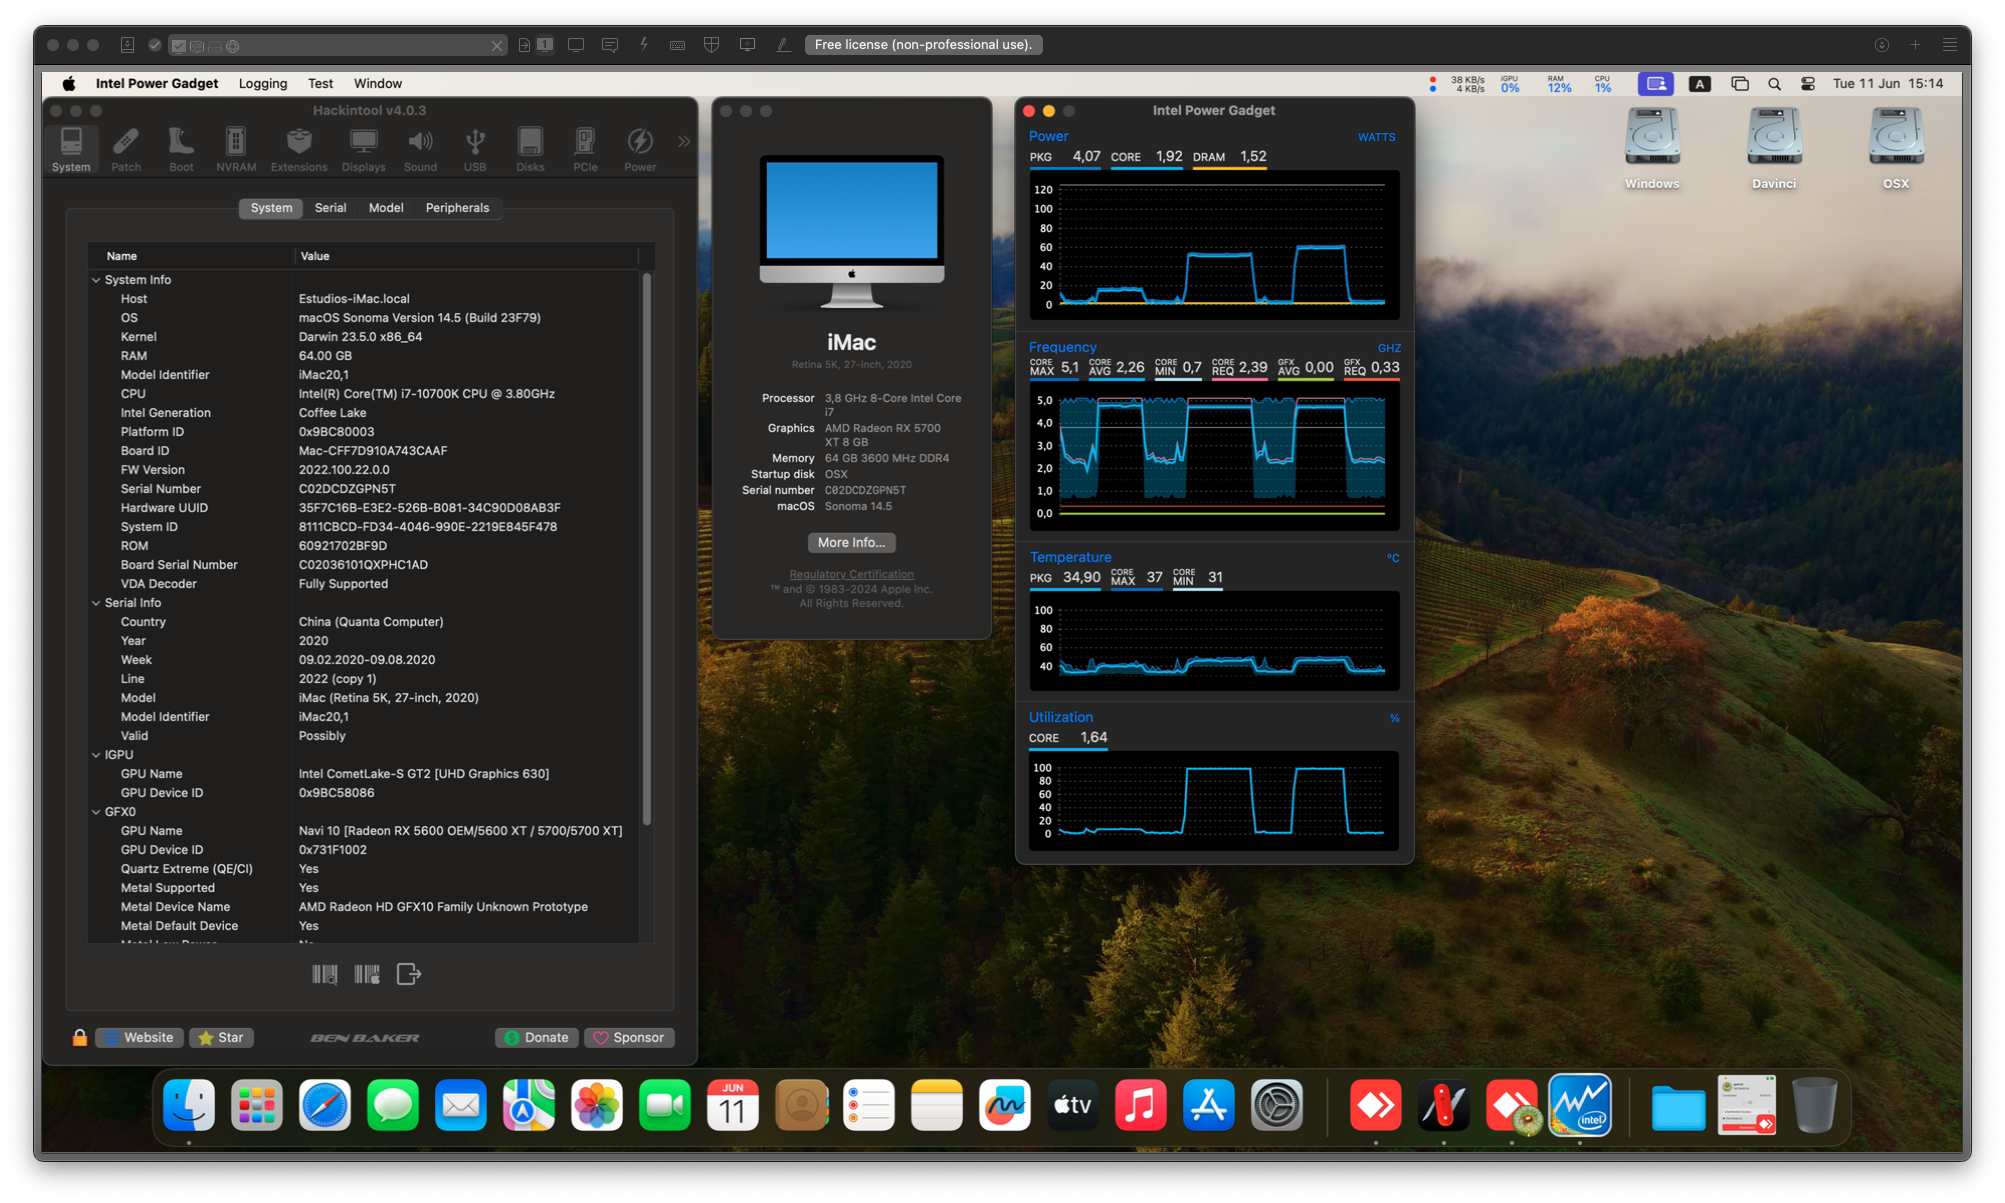 1
Free license (non-professional use).
Intel Power Gadget Logging Test Window
38 KB/s
4 KB/s
IGPU
0%
RAM
12%
CPU
1%
A
Tue 11 Jun 15:14
Hackintool v4.0.3
System Patch Boot NVRAM Extensions Displays Sound USB Disks PCIe Power
System Serial Model Peripherals
Name Value
System Info
Host Estudios-iMac.local
OS macOS Sonoma Version 14.5 (Build 23F79)
Kernel Darwin 23.5.0 x86_64
RAM 64.00 GB
Model Identifier iMac20,1
CPU Intel(R) Core(TM) i7-10700K CPU @ 3.80GHz
Intel Generation Coffee Lake
Platform ID 0x9BC80003
Board ID Mac-CFF7D910A743CAAF
FW Version 2022.100.22.0.0
Serial Number C02DCDZGPN5T
Hardware UUID 35F7C16B-E3E2-526B-B081-34C90D08AB3F
System ID 8111CBCD-FD34-4046-990E-2219E845F478
ROM 60921702BF9D
Board Serial Number C02036101QXPHC1AD
VDA Decoder Fully Supported
Serial Info
Country China (Quanta Computer)
Year 2020
Week 09.02.2020-09.08.2020
Line 2022 (copy 1)
Model iMac (Retina 5K, 27-inch, 2020)
Model Identifier iMac20,1
Valid Possibly
IGPU
GPU Name Intel CometLake-S GT2 [UHD Graphics 630]
GPU Device ID 0x9BC58086
GFX0
GPU Name Navi 10 [Radeon RX 5600 OEM/5600 XT / 5700/5700 XT]
GPU Device ID 0x731F1002
Quartz Extreme (QE/CI) Yes
Metal Supported Yes
Metal Device Name AMD Radeon HD GFX10 Family Unknown Prototype
Metal Default Device Yes
Website Star BEN BAKER Donate Sponsor
iMac
Retina 5K, 27-inch, 2020
Processor 3,8 GHz 8-Core Intel Core
i7
Graphics AMD Radeon RX 5700
XT 8 GB
Memory 64 GB 3600 MHz DDR4
Startup disk OSX
Serial number C02DCDZGPN5T
macOS Sonoma 14.5
More Info...
Regulatory Certification
™ and © 1983-2024 Apple Inc.
All Rights Reserved.
Intel Power Gadget
Power WATTS
PKG 4,07 CORE 1,92 DRAM 1,52
120
100
80
60
40
20
0
Frequency GHZ
CORE MAX 5,1 CORE AVG 2,26 CORE MIN 0,7 CORE REQ 2,39 GFX AVG 0,00 GFX REQ 0,33
5,0
4,0
3,0
2,0
1,0
0,0
Temperature °C
PKG 34,90 CORE MAX 37 CORE MIN 31
100
80
60
40
Utilization %
CORE 1,64
100
80
60
40
20
0
Windows Davinci OSX
JUN
11
tv
intel